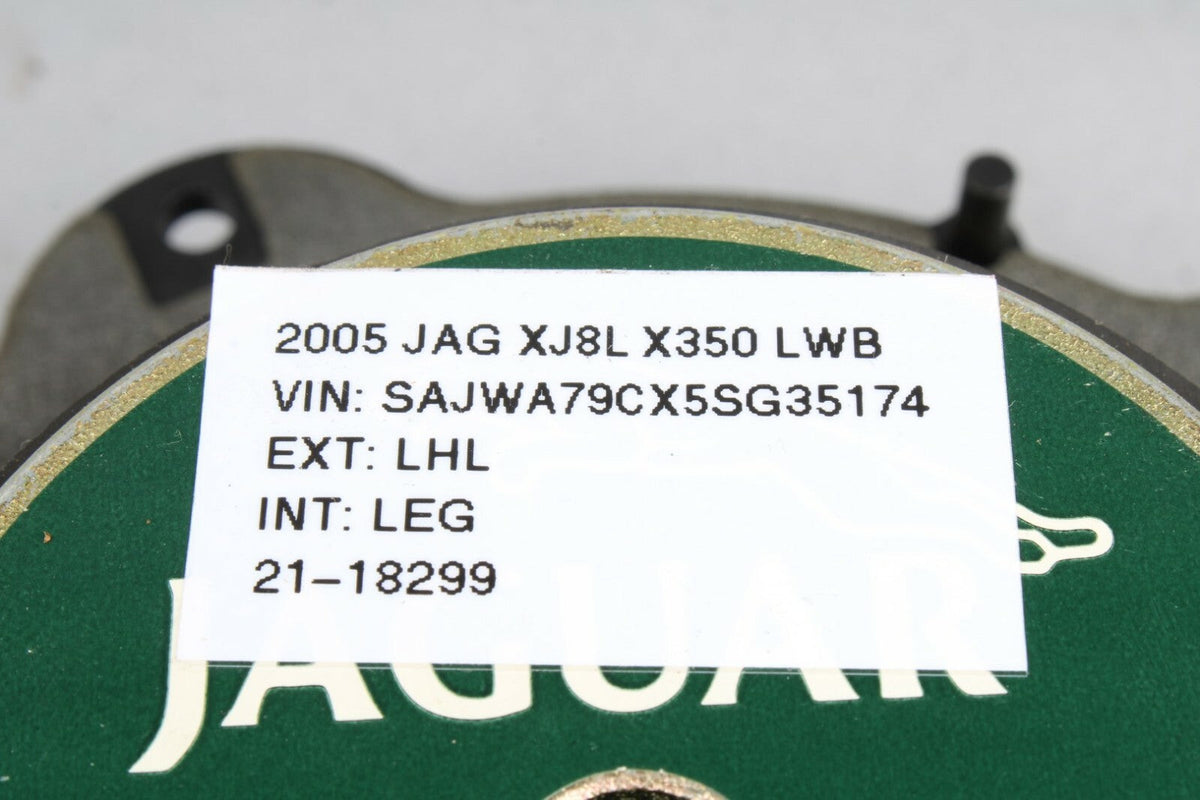 2005 JAG XJ8L X350 LWB
VIN: SAJWA79CX5SG35174
EXT: LHL
INT: LEG
21-18299
JAGUAR